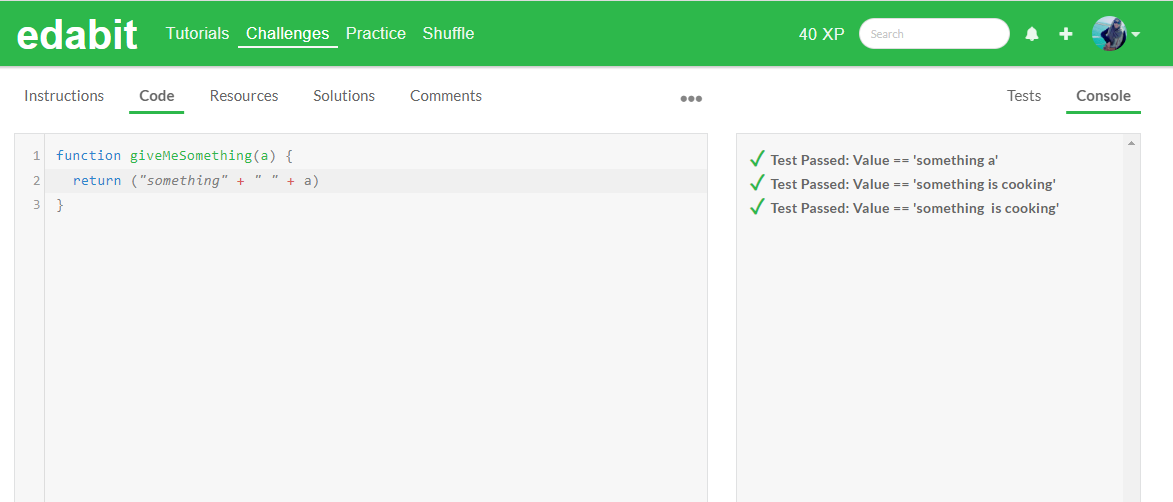 edabit Tutorials Challenges Practice Shuffle 40 XP Search
Instructions Code Resources Solutions Comments Tests Console
1 function giveMeSomething(a) {
2 return ("something" + " " + a)
3 }
Test Passed: Value == 'something a'
Test Passed: Value == 'something is cooking'
Test Passed: Value == 'something  is cooking'